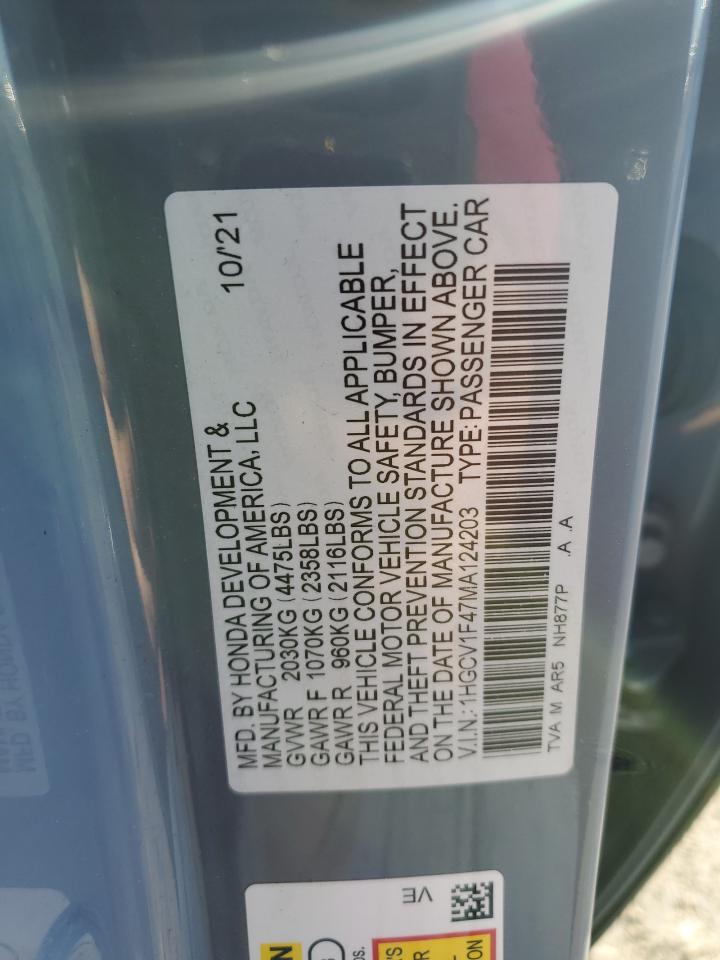 10/'21
MFD. BY HONDA DEVELOPMENT &
MANUFACTURING OF AMERICA, LLC
GVWR 2030KG (4475LBS)
GAWR F 1070KG (2358LBS)
GAWR R 960KG (2116LBS)
THIS VEHICLE CONFORMS TO ALL APPLICABLE
FEDERAL MOTOR VEHICLE SAFETY, BUMPER,
AND THEFT PREVENTION STANDARDS IN EFFECT
ON THE DATE OF MANUFACTURE SHOWN ABOVE.
V.I.N.:1HGCV1F47MA124203 TYPE:PASSENGER CAR
TVA M AR5 NH877P .A .A
VE